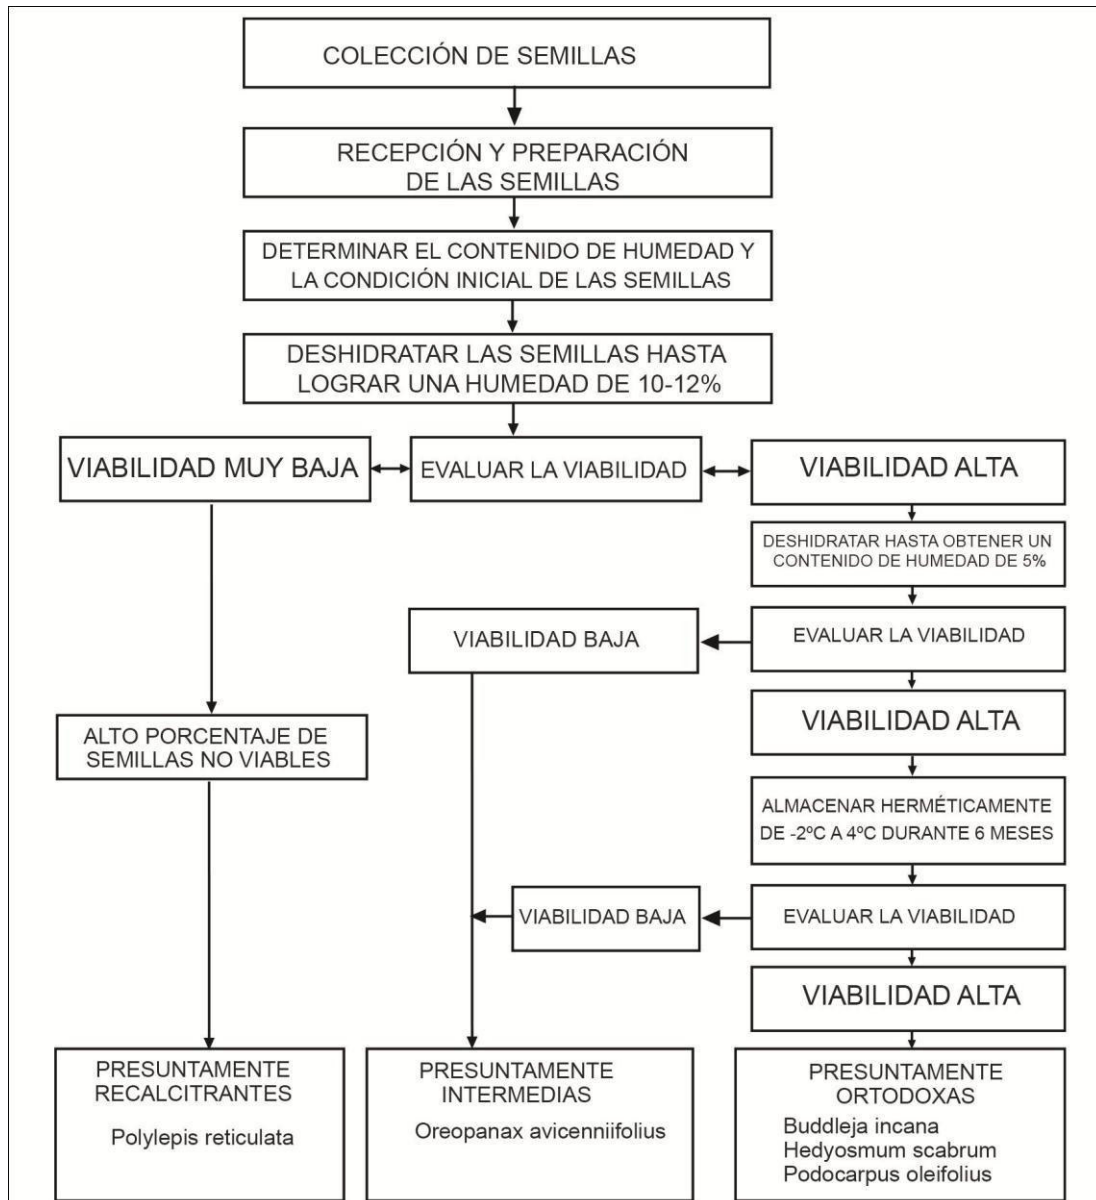 COLECCIÓN DE SEMILLAS
RECEPCIÓN Y PREPARACIÓN
DE LAS SEMILLAS
DETERMINAR EL CONTENIDO DE HUMEDAD Y
LA CONDICIÓN INICIAL DE LAS SEMILLAS
DESHIDRATAR LAS SEMILLAS HASTA
LOGRAR UNA HUMEDAD DE 10-12%
VIABILIDAD MUY BAJA
EVALUAR LA VIABILIDAD
VIABILIDAD ALTA
DESHIDRATAR HASTA OBTENER UN
CONTENIDO DE HUMEDAD DE 5%
VIABILIDAD BAJA
EVALUAR LA VIABILIDAD
VIABILIDAD ALTA
ALTO PORCENTAJE DE
SEMILLAS NO VIABLES
ALMACENAR HERMÉTICAMENTE
DE -2ºC A 4ºC DURANTE 6 MESES
VIABILIDAD BAJA
EVALUAR LA VIABILIDAD
VIABILIDAD ALTA
PRESUNTAMENTE
RECALCITRANTES
Polylepis reticulata
PRESUNTAMENTE
INTERMEDIAS
Oreopanax avicenniifolius
PRESUNTAMENTE
ORTODOXAS
Buddleja incana
Hedyosmum scabrum
Podocarpus oleifolius